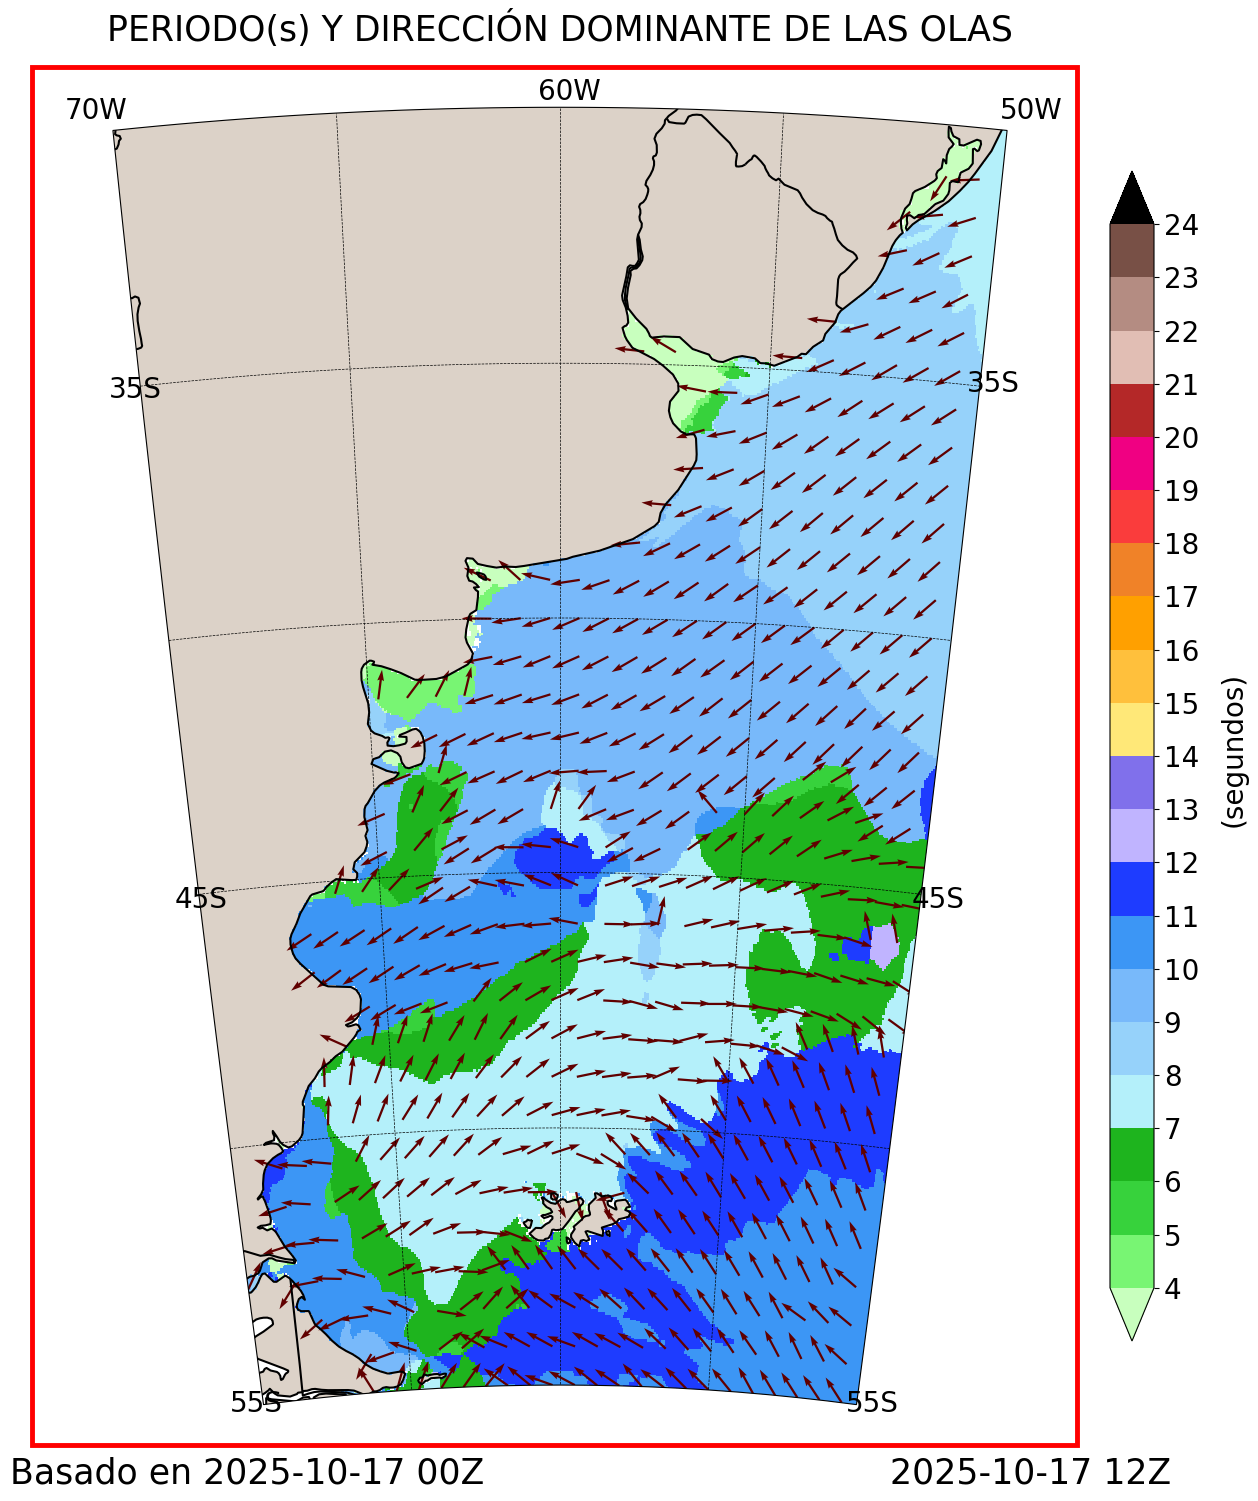 PERIODO(s) Y DIRECCIÓN DOMINANTE DE LAS OLAS
70W
60W
50W
35S
35S
45S
45S
55S
55S
24
23
22
21
20
19
18
17
16
15
14
13
12
11
10
9
8
7
6
5
4
(segundos)
Basado en 2025-10-17 00Z
2025-10-17 12Z